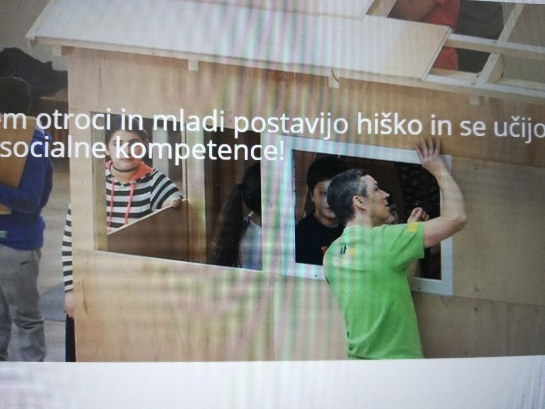 em otroci in mladi postavijo hiško in se učijo
socialne kompetence!